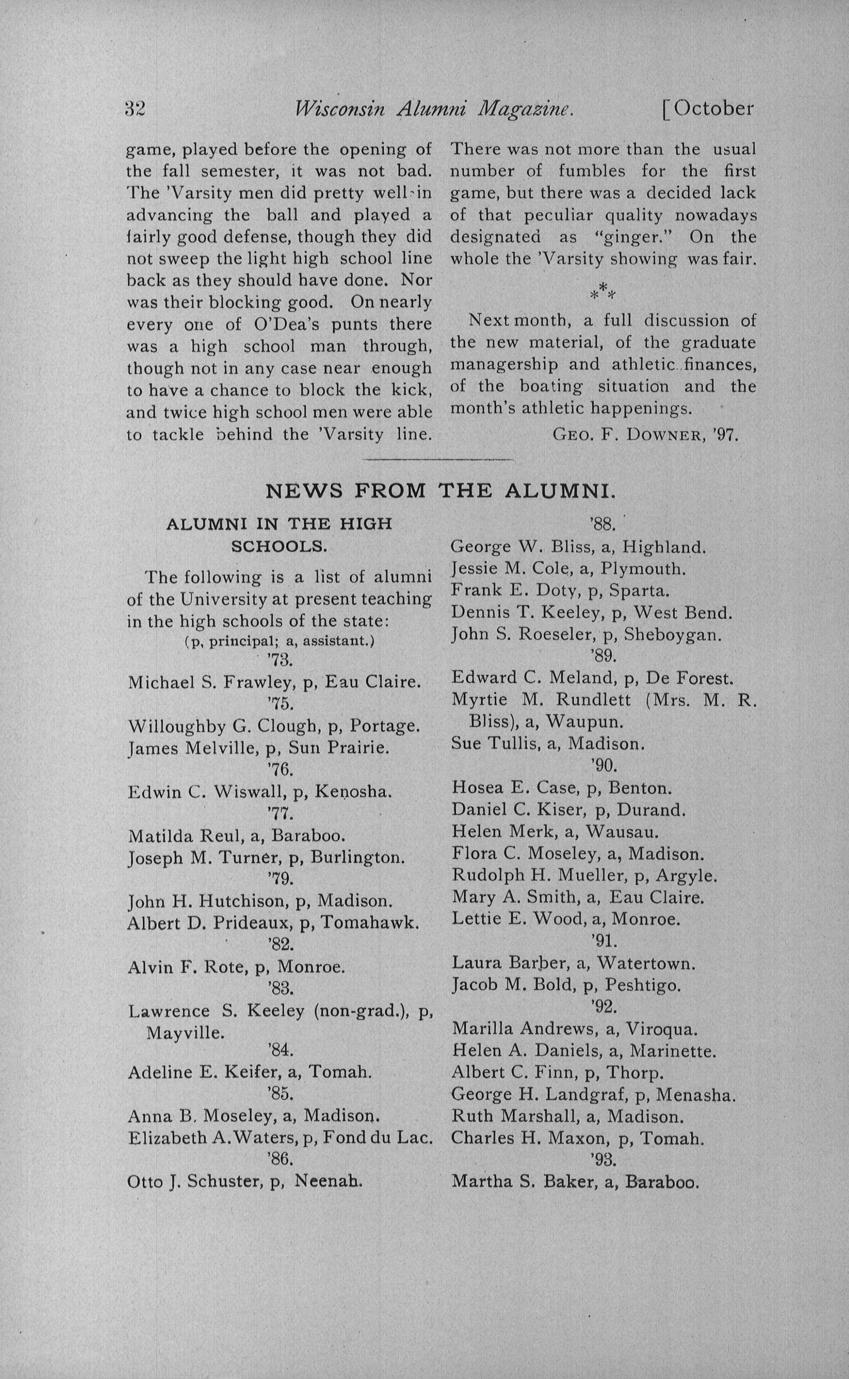 32 Wisconsin Alumni Magazine. [October
game, played before the opening of
the fall semester, it was not bad.
The 'Varsity men did pretty well in
advancing the ball and played a
fairly good defense, though they did
not sweep the light high school line
back as they should have done. Nor
was their blocking good. On nearly
every one of O'Dea's punts there
was a high school man through,
though not in any case near enough
to have a chance to block the kick,
and twice high school men were able
to tackle behind the 'Varsity line.
There was not more than the usual
number of fumbles for the first
game, but there was a decided lack
of that peculiar quality nowadays
designated as "ginger." On the
whole the 'Varsity showing was fair.
***
Next month, a full discussion of
the new material, of the graduate
managership and athletic finances,
of the boating situation and the
month's athletic happenings.
GEO. F. DOWNER, '97.
NEWS FROM THE ALUMNI.
ALUMNI IN THE HIGH
SCHOOLS.
The following is a list of alumni
of the University at present teaching
in the high schools of the state:
(p, principal; a, assistant.)
'73.
Michael S. Frawley, p, Eau Claire.
'75.
Willoughby G. Clough, p, Portage.
James Melville, p, Sun Prairie.
'76.
Edwin C. Wiswall, p, Kenosha.
'77.
Matilda Reul, a, Baraboo.
Joseph M. Turner, p, Burlington.
'79.
John H. Hutchison, p, Madison.
Albert D. Prideaux, p, Tomahawk.
'82.
Alvin F. Rote, p, Monroe.
'83.
Lawrence S. Keeley (non-grad.), p,
Mayville.
'84.
Adeline E. Keifer, a, Tomah.
'85.
Anna B. Moseley, a, Madison.
Elizabeth A. Waters, p, Fond du Lac.
'86.
Otto J. Schuster, p, Neenah.
'88.
George W. Bliss, a, Highland.
Jessie M. Cole, a, Plymouth.
Frank E. Doty, p, Sparta.
Dennis T. Keeley, p, West Bend.
John S. Roeseler, p, Sheboygan.
'89.
Edward C. Meland, p, De Forest.
Myrtie M. Rundlett (Mrs. M. R.
Bliss), a, Waupun.
Sue Tullis, a, Madison.
'90.
Hosea E. Case, p, Benton.
Daniel C. Kiser, p, Durand.
Helen Merk, a, Wausau.
Flora C. Moseley, a, Madison.
Rudolph H. Mueller, p, Argyle.
Mary A. Smith, a, Eau Claire.
Lettie E. Wood, a, Monroe.
'91.
Laura Barber, a, Watertown.
Jacob M. Bold, p, Peshtigo.
'92.
Marilla Andrews, a, Viroqua.
Helen A. Daniels, a, Marinette.
Albert C. Finn, p, Thorp.
George H. Landgraf, p, Menasha.
Ruth Marshall, a, Madison.
Charles H. Maxon, p, Tomah.
'93.
Martha S. Baker, a, Baraboo.